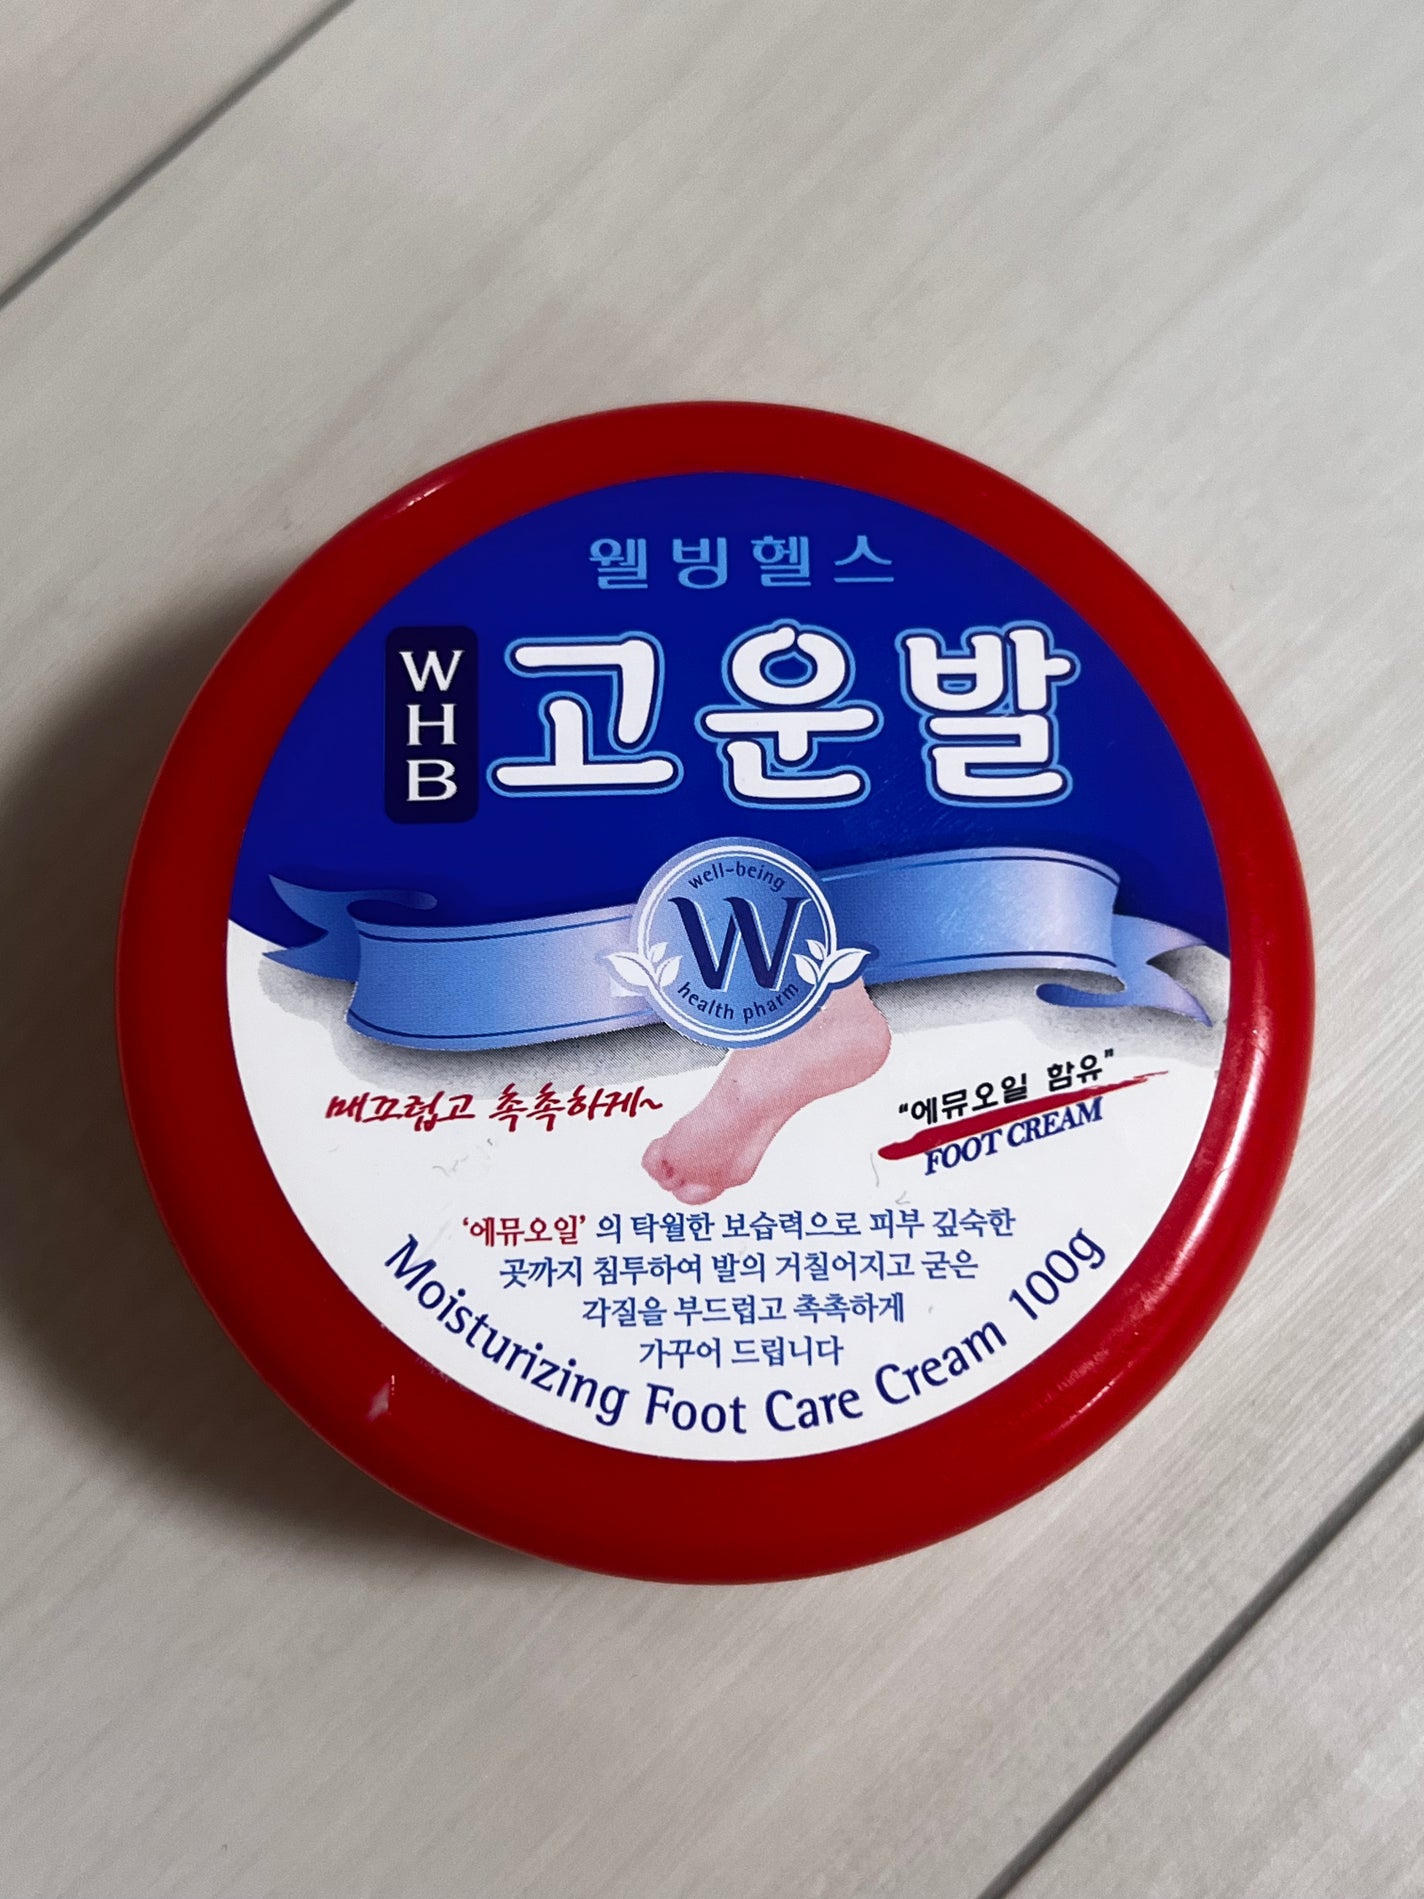 웰빙헬스
WHB
고운발
well-being
W
health pharm
매끄럽고 촉촉하게~
"에뮤오일 함유"
FOOT CREAM
'에뮤오일' 의 탁월한 보습력으로 피부 깊숙한
곳까지 침투하여 발의 거칠어지고 굳은
각질을 부드럽고 촉촉하게
가꾸어 드립니다
Moisturizing Foot Care Cream 100g